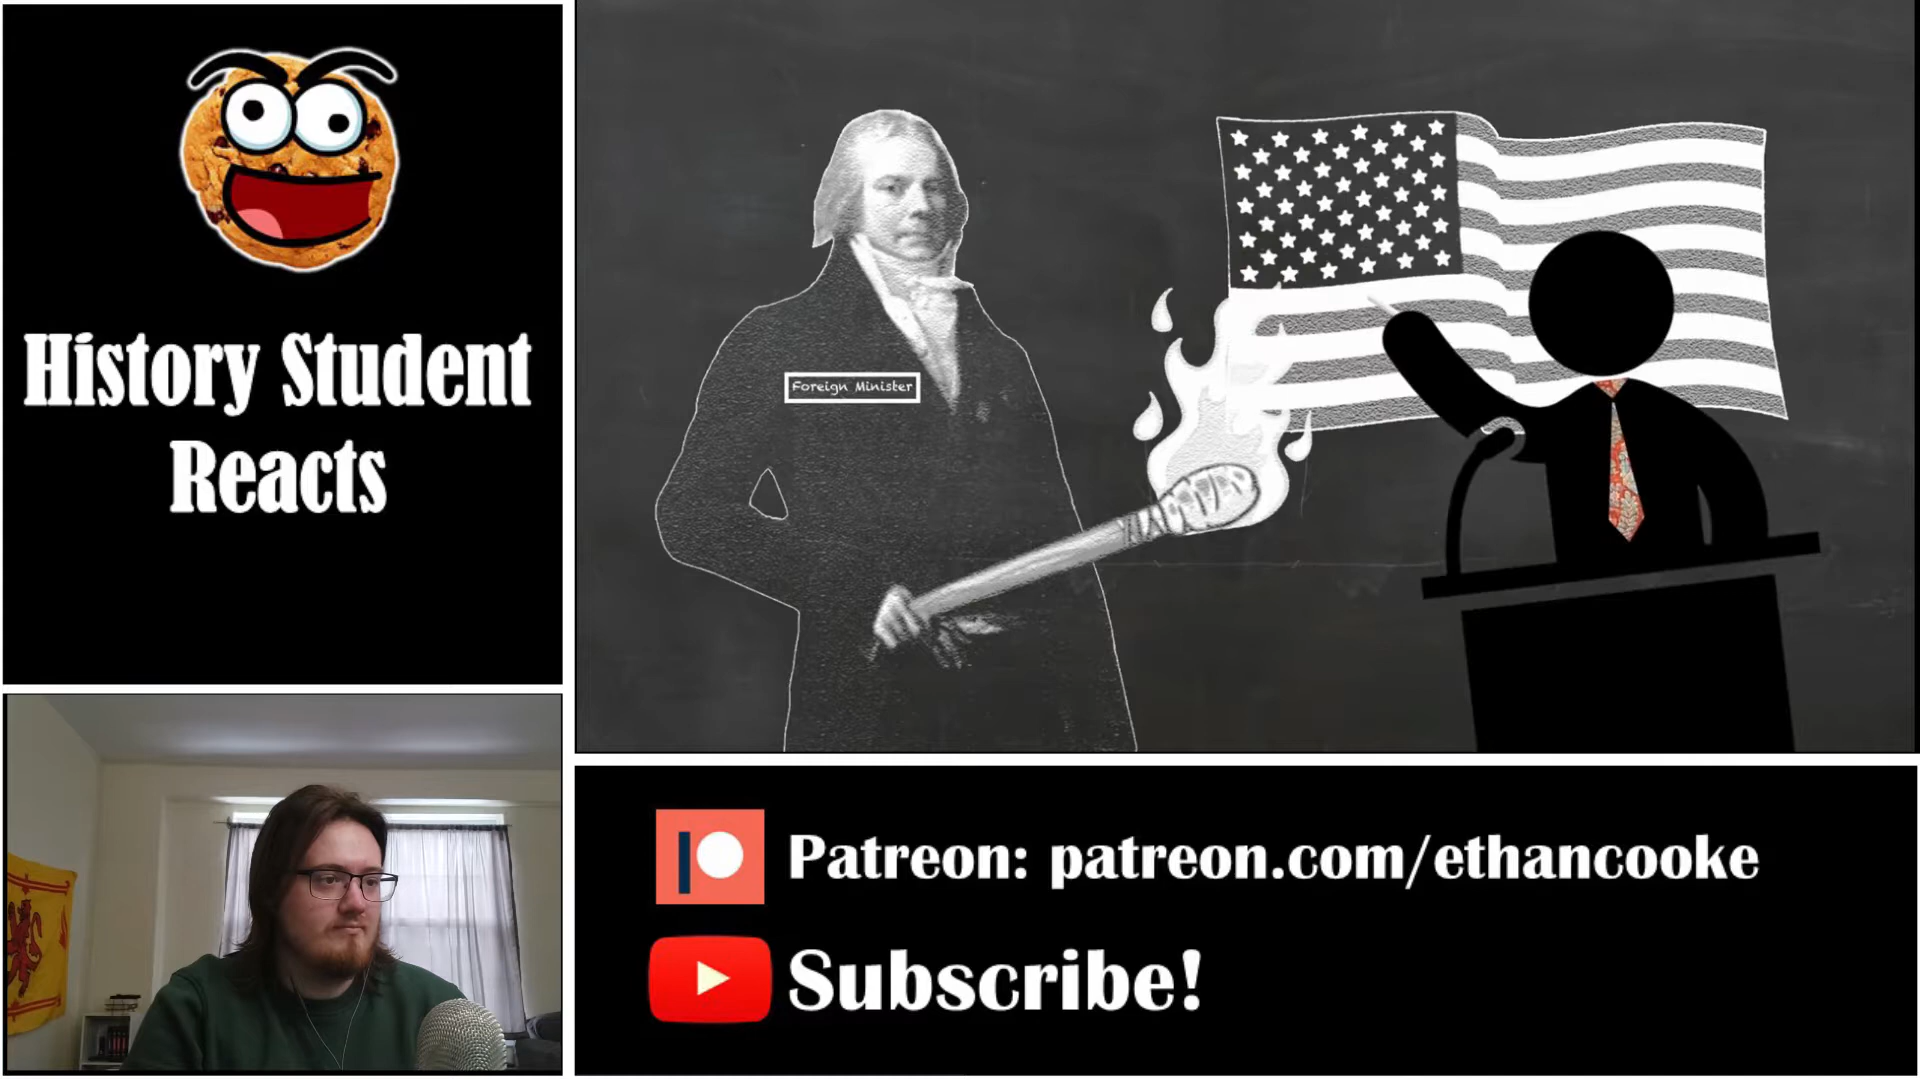 History Student
Reacts
Foreign Minister
Patreon: patreon.com/ethancooke
Subscribe!